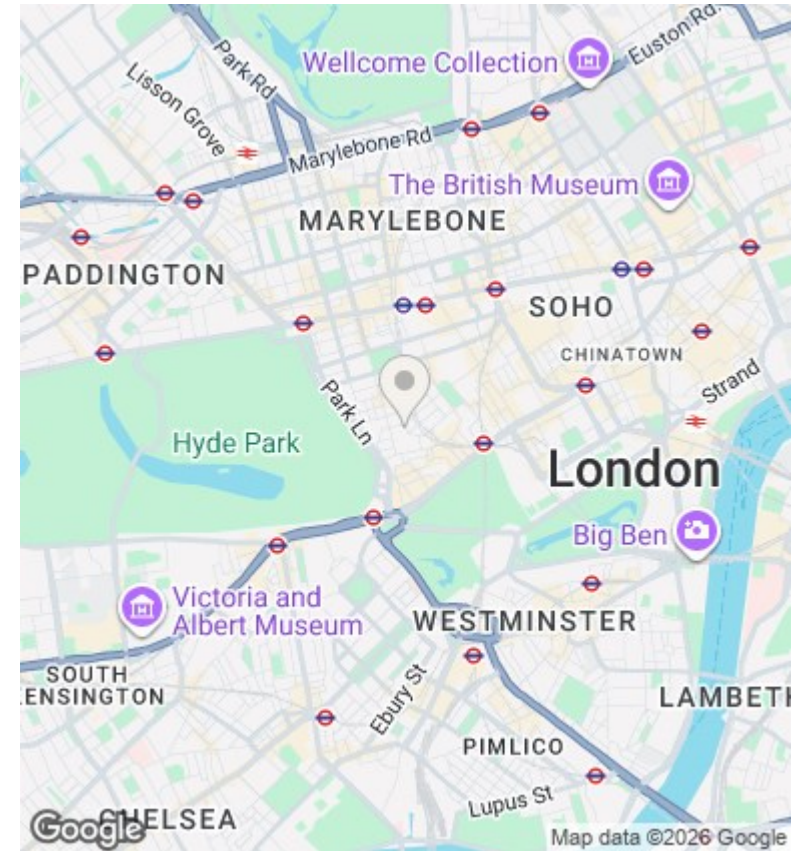 Park Rd
Wellcome Collection
Euston Rd.
Lisson Grove
Marylebone Rd
The British Museum
MARYLEBONE
PADDINGTON
SOHO
CHINATOWN
Strand
Park Ln
Hyde Park
London
Big Ben
Victoria and
Albert Museum
WESTMINSTER
SOUTH
KENSINGTON
Ebury St
LAMBETH
PIMLICO
Lupus St
CHELSEA
Google
Map data ©2026 Google